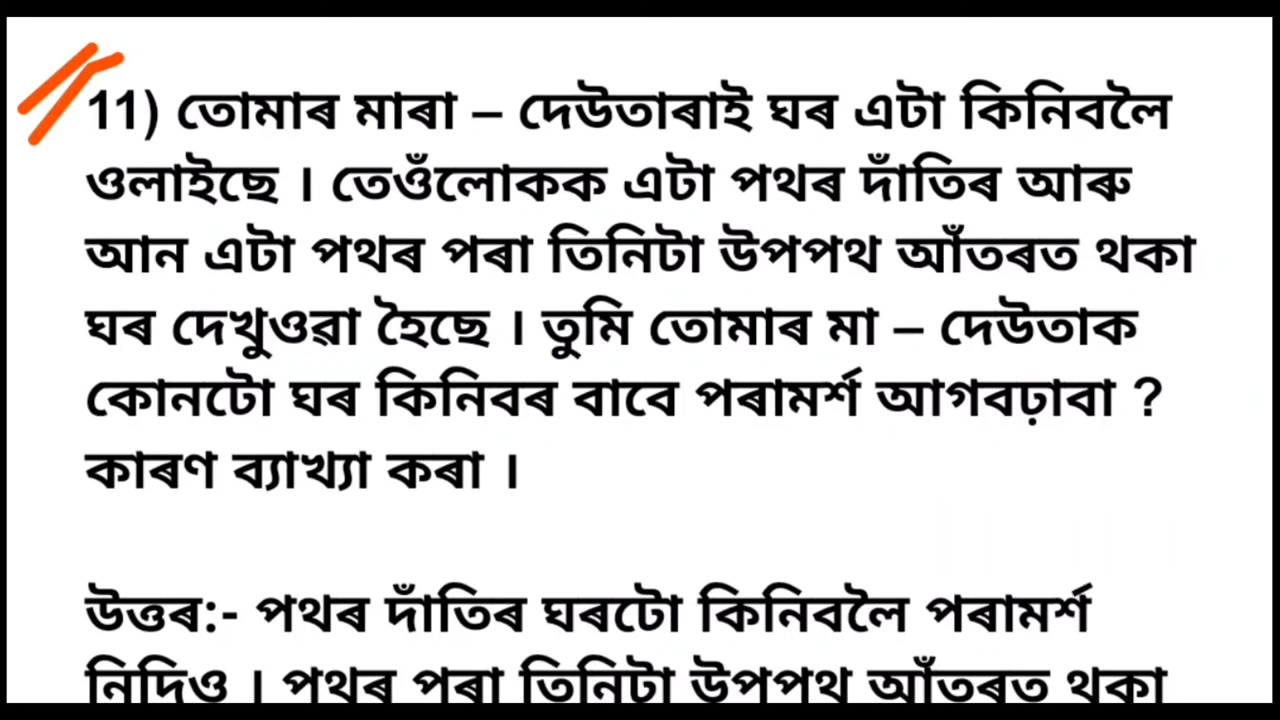 11) তোমাৰ মাৰা – দেউতাৰাই ঘৰ এটা কিনিবলৈ
ওলাইছে । তেওঁলোকক এটা পথৰ দাঁতিৰ আৰু
আন এটা পথৰ পৰা তিনিটা উপপথ আঁতৰত থকা
ঘৰ দেখুওৱা হৈছে । তুমি তোমাৰ মা – দেউতাক
কোনটো ঘৰ কিনিবৰ বাবে পৰামৰ্শ আগবঢ়াবা ?
কাৰণ ব্যাখ্যা কৰা ।
উত্তৰ:- পথৰ দাঁতিৰ ঘৰটো কিনিবলৈ পৰামৰ্শ
নিদিও । পথৰ পৰা তিনিটা উপপথ আঁতৰত থকা